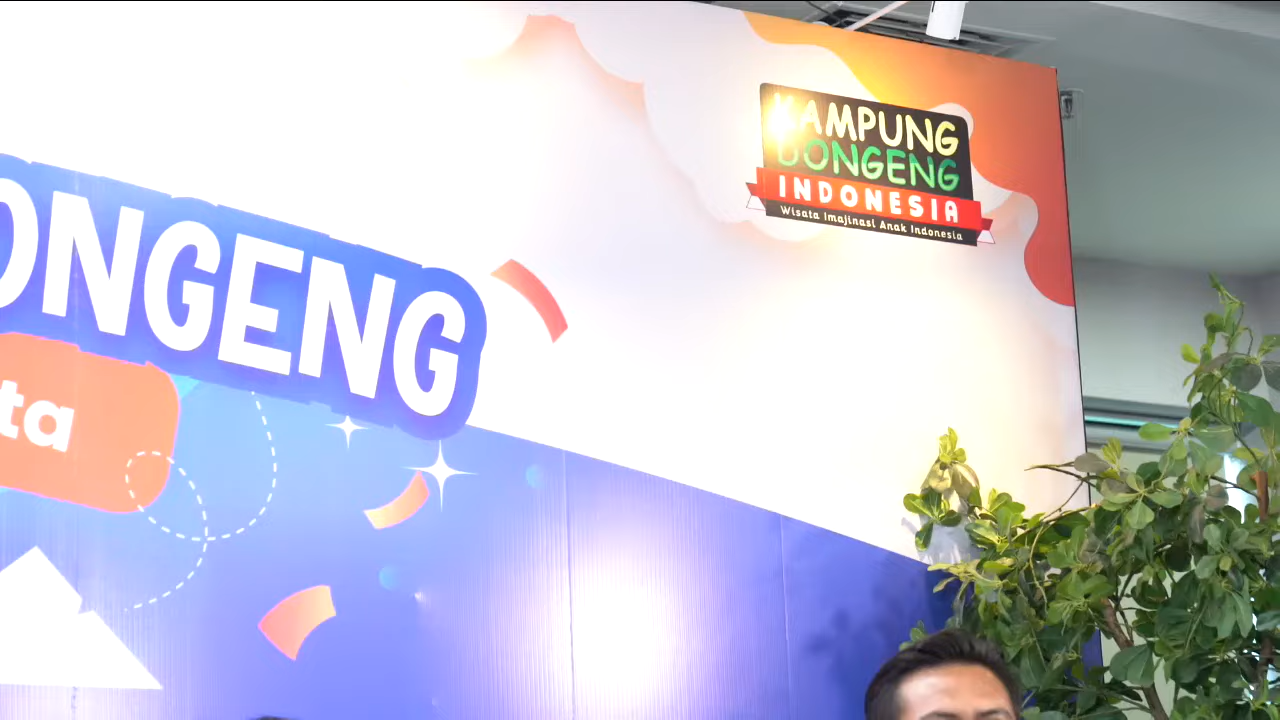 KAMPUNG
DONGENG
INDONESIA
Wisata Imajinasi Anak Indonesia
ONGENG
ta